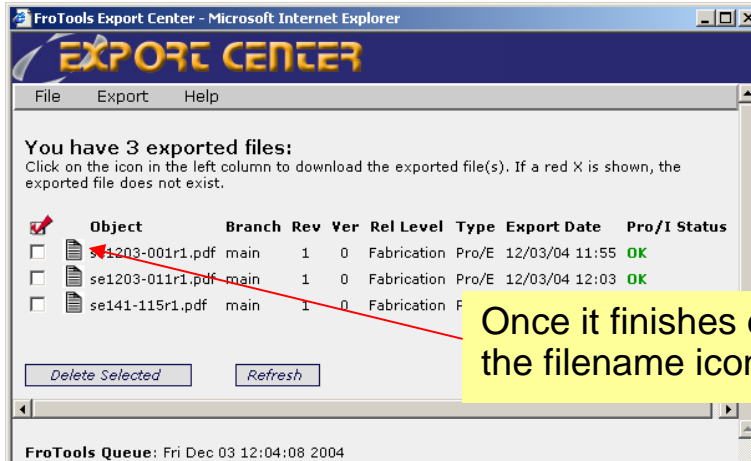 FroTools Export Center - Microsoft Internet Explorer
EXPORT CENTER
File Export Help
You have 3 exported files:
Click on the icon in the left column to download the exported file(s). If a red X is shown, the
exported file does not exist.
Object Branch Rev Ver Rel Level Type Export Date Pro/I Status
se1203-001r1.pdf main 1 0 Fabrication Pro/E 12/03/04 11:55 OK
se1203-011r1.pdf main 1 0 Fabrication Pro/E 12/03/04 12:03 OK
se141-115r1.pdf main 1 0 Fabrication
Once it finishes
the filename icon
Delete Selected Refresh
FroTools Queue: Fri Dec 03 12:04:08 2004